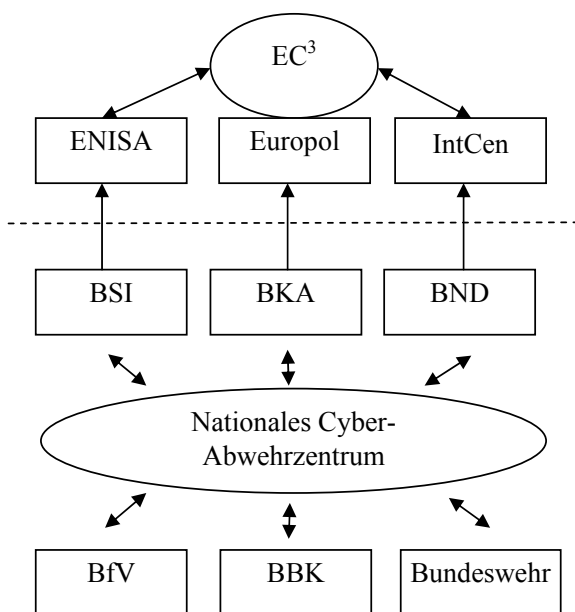 EC³
ENISA
Europol
IntCen
BSI
BKA
BND
Nationales Cyber-
Abwehrzentrum
BfV
BBK
Bundeswehr